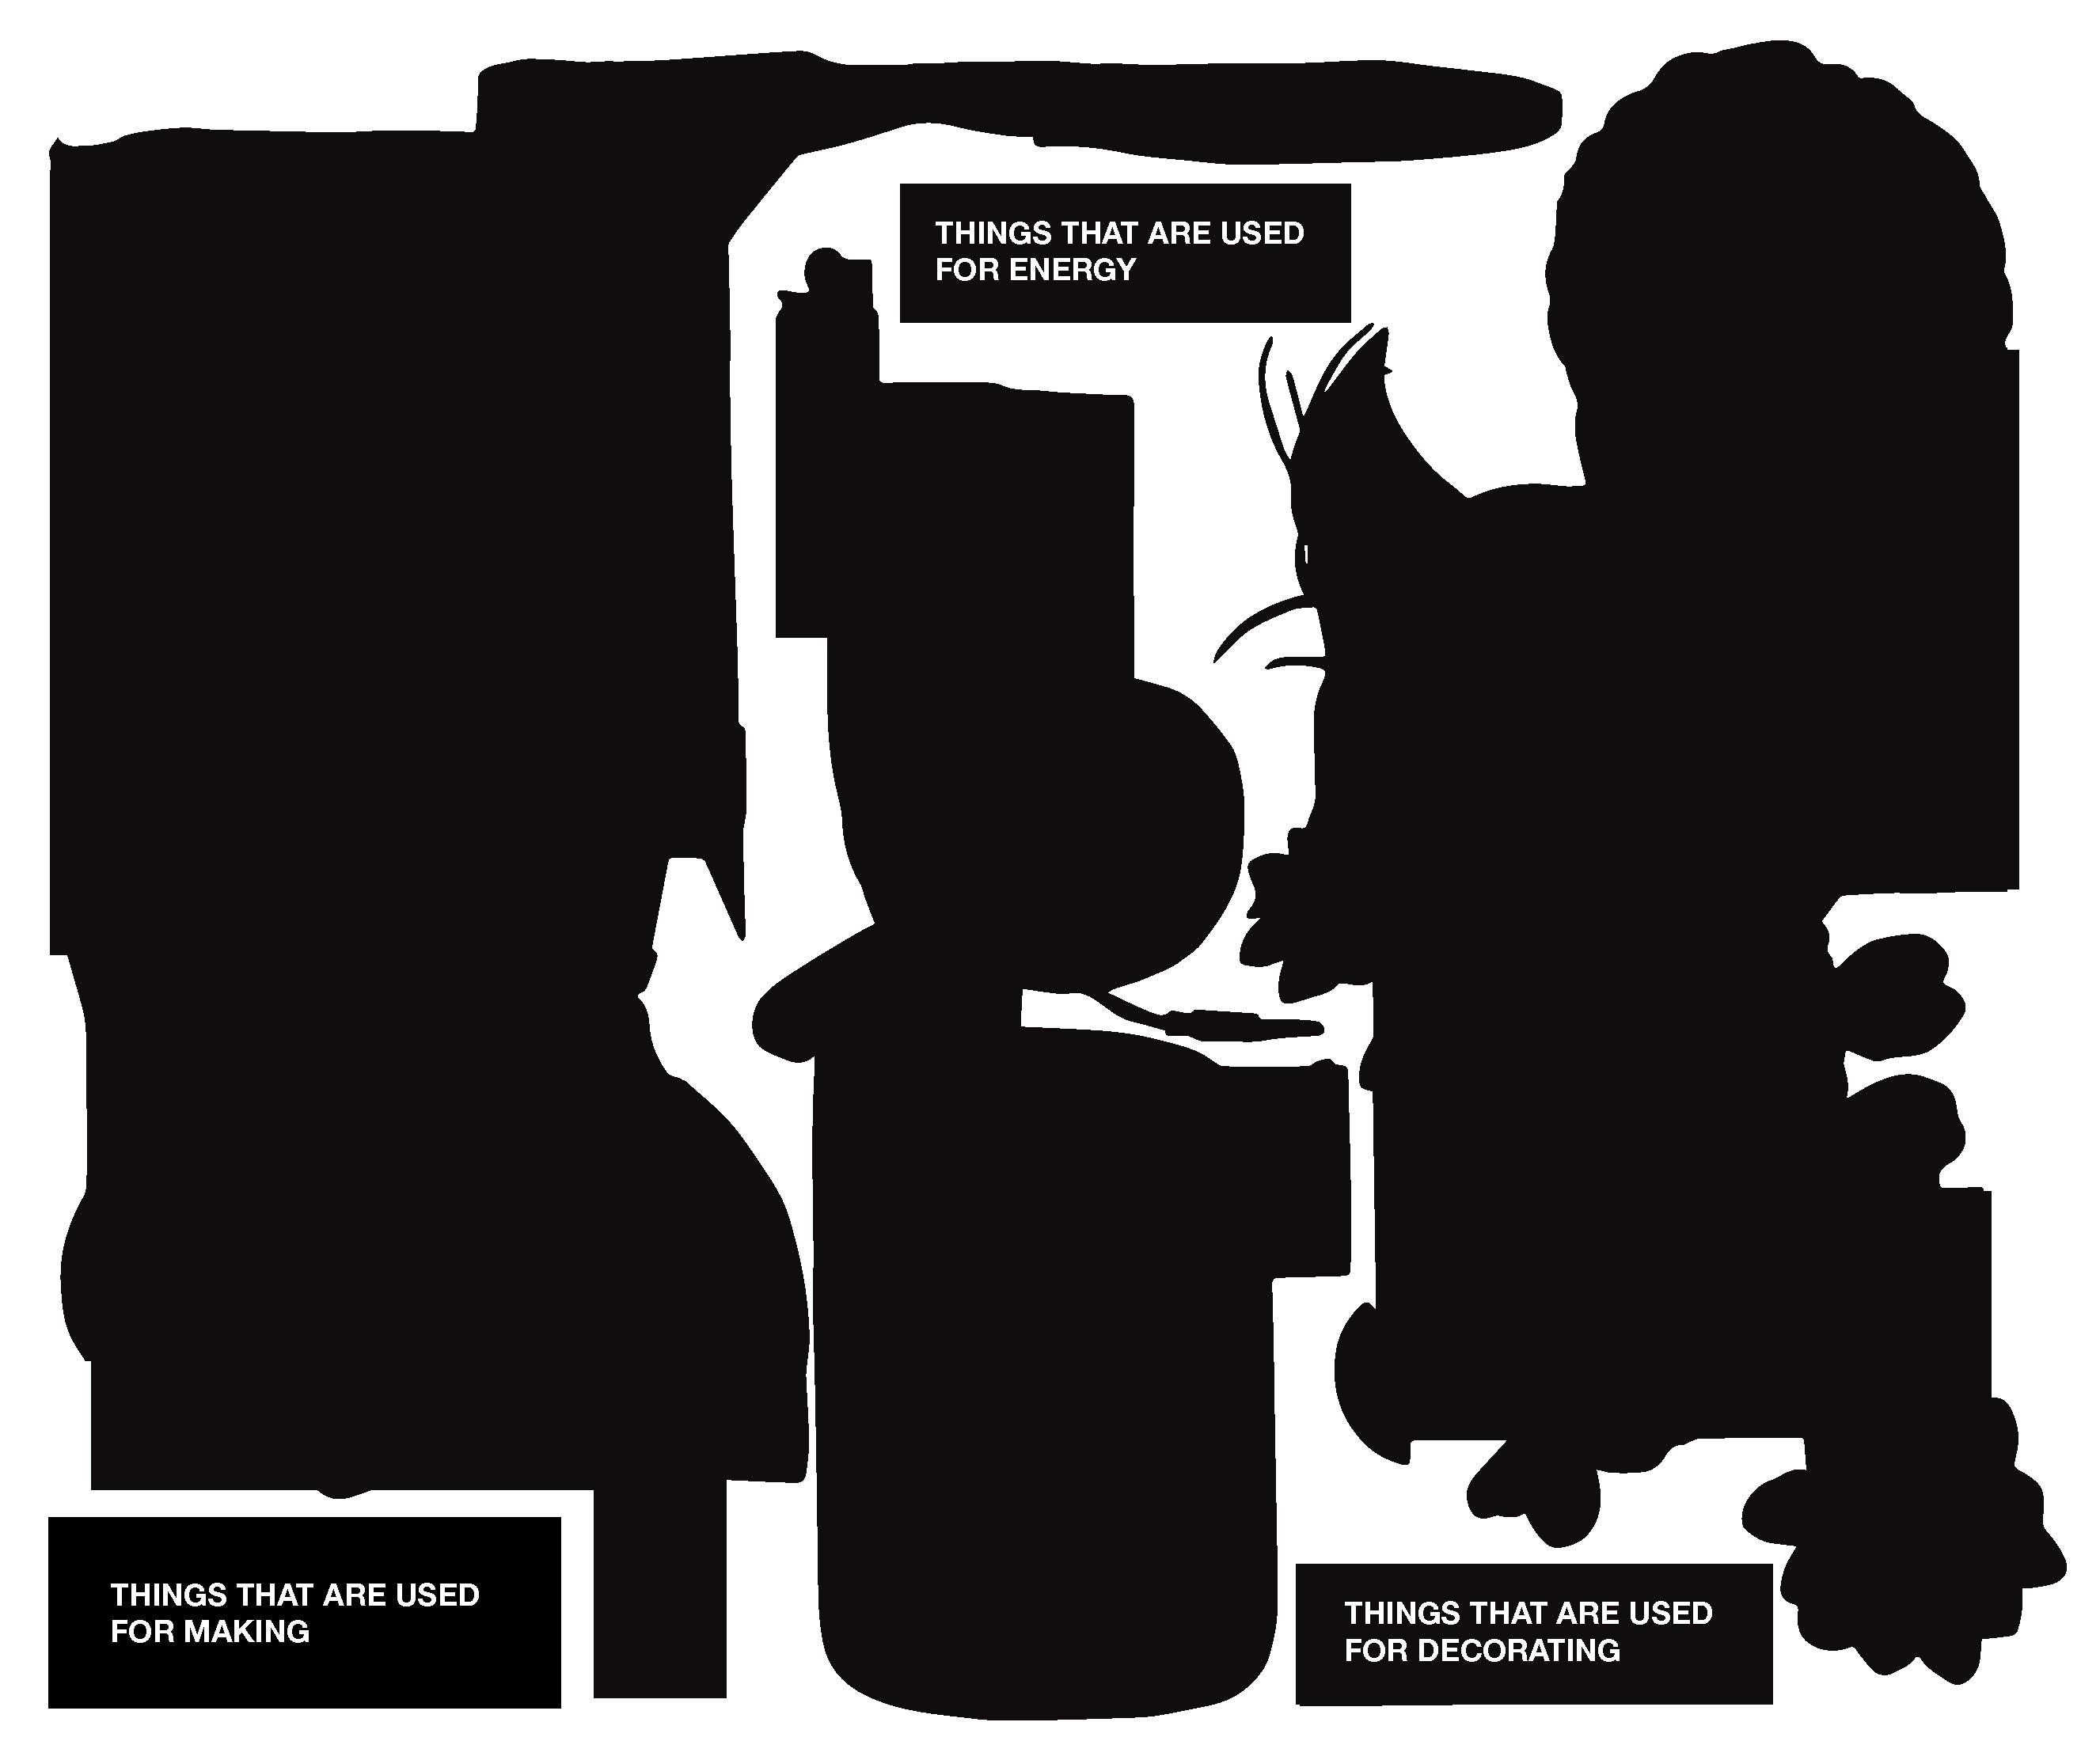 THINGS THAT ARE USED
FOR ENERGY
THINGS THAT ARE USED
FOR MAKING
THINGS THAT ARE USED
FOR DECORATING